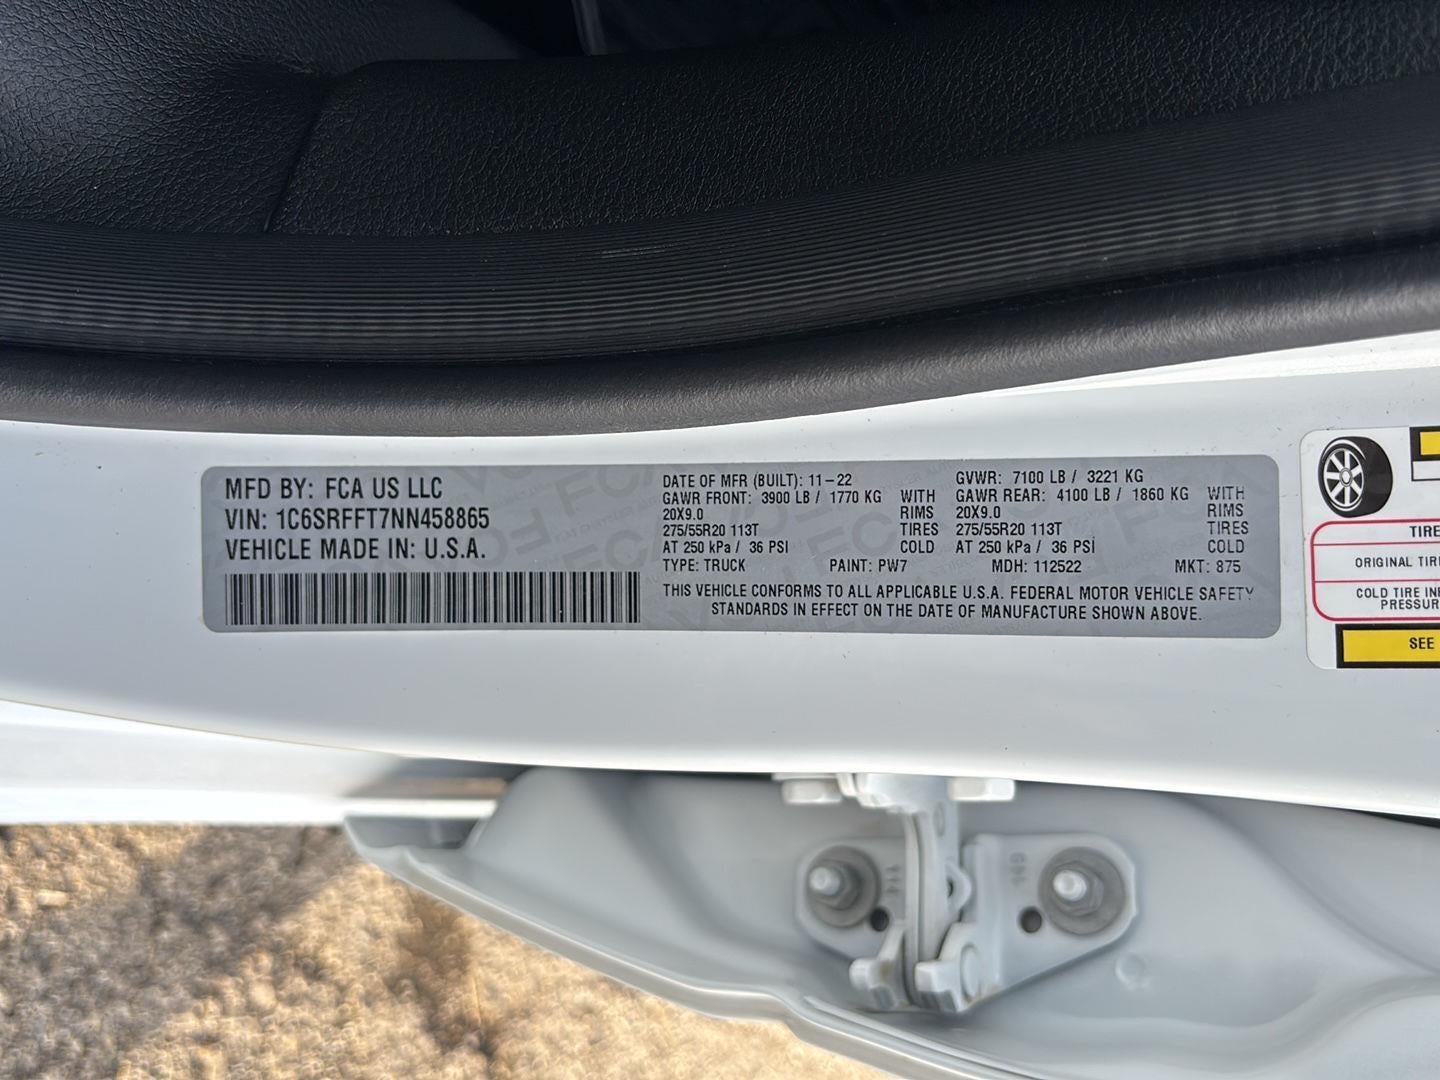 MFD BY: FCA US LLC
VIN: 1C6SRFFT7NN458865
VEHICLE MADE IN: U.S.A.
DATE OF MFR (BUILT): 11-22 GVWR: 7100 LB / 3221 KG
GAWR FRONT: 3900 LB / 1770 KG WITH GAWR REAR: 4100 LB / 1860 KG WITH
20X9.0 RIMS 20X9.0 RIMS
275/55R20 113T TIRES 275/55R20 113T TIRES
AT 250 kPa / 36 PSI COLD AT 250 kPa / 36 PSI COLD
TYPE: TRUCK PAINT: PW7 MDH: 112522 MKT: 875
THIS VEHICLE CONFORMS TO ALL APPLICABLE U.S.A. FEDERAL MOTOR VEHICLE SAFETY
STANDARDS IN EFFECT ON THE DATE OF MANUFACTURE SHOWN ABOVE.
TIRE
ORIGINAL TIR
COLD TIRE IN
PRESSUR
SEE